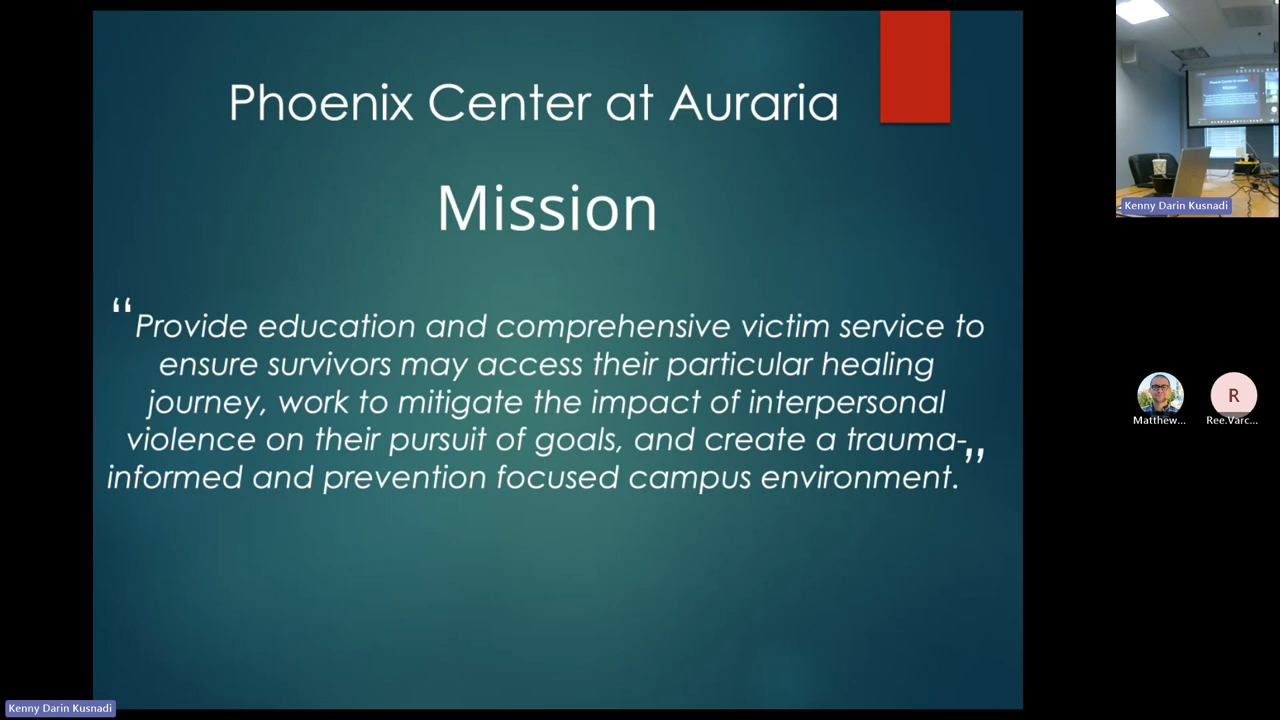 Phoenix Center at Auraria
Mission
“Provide education and comprehensive victim service to
ensure survivors may access their particular healing
journey, work to mitigate the impact of interpersonal
violence on their pursuit of goals, and create a trauma-
informed and prevention focused campus environment.”
Kenny Darin Kusnadi
Matthew...
Ree.Varc...
R
Kenny Darin Kusnadi